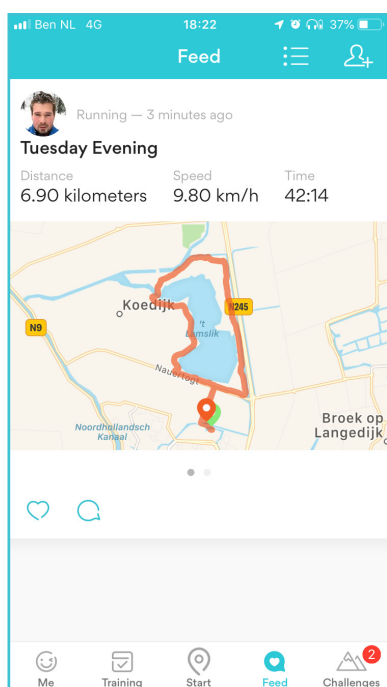 Ben NL 4G 18:22 37%
Feed
Running — 3 minutes ago
Tuesday Evening
Distance Speed Time
6.90 kilometers 9.80 km/h 42:14
Koedijk
N245
N9
't
Lamslik
Nauertogt
Noordhollandsch
Kanaal
Broek op
Langedijk
2
Me Training Start Feed Challenges